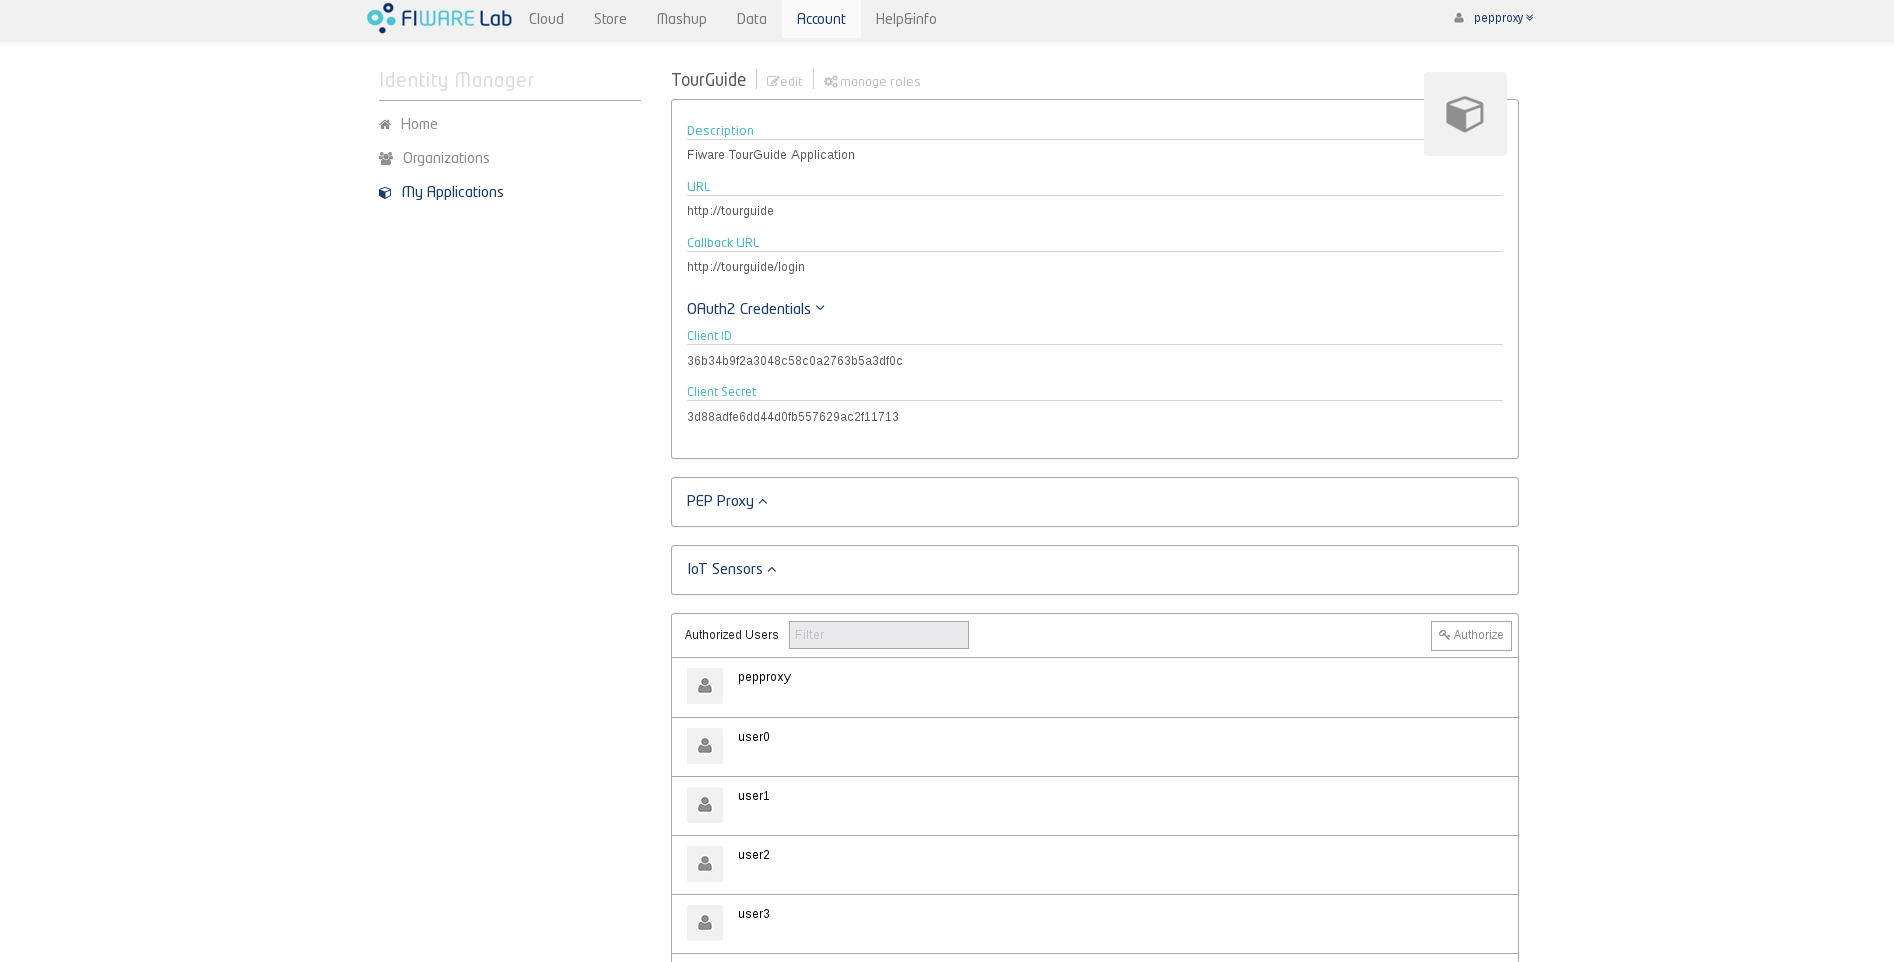 FIWARE Lab Cloud Store Mashup Data Account Help&info pepproxy
Identity Manager
Home
Organizations
My Applications
TourGuide edit manage roles
Description
Fiware TourGuide Application
URL
http://tourguide
Callback URL
http://tourguide/login
OAuth2 Credentials
Client ID
36b34b9f2a3048c58c0a2763b5a3df0c
Client Secret
3d88adfe6dd44d0fb557629ac2f11713
PEP Proxy
IoT Sensors
Authorized Users Filter Authorize
pepproxy
user0
user1
user2
user3